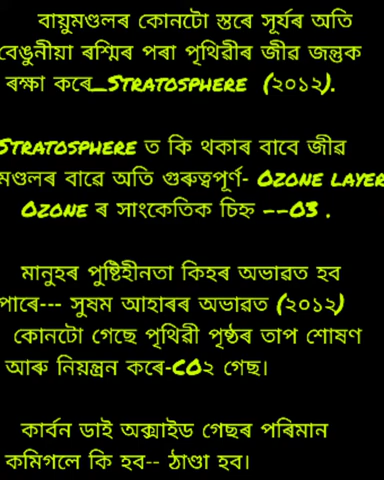 বায়ুমণ্ডলৰ কোনটো স্তৰে সূৰ্যৰ অতি
বেঙুনীয়া ৰশ্মিৰ পৰা পৃথিৱীৰ জীৱ জন্তুক
ৰক্ষা কৰে_STRATOSPHERE (২০১২).
STRATOSPHERE ত কি থকাৰ বাবে জীৱ
মণ্ডলৰ বাৱে অতি গুৰুত্বপূৰ্ণ- OZONE LAYER
OZONE ৰ সাংকেতিক চিহ্ন --O3 .
মানুহৰ পুষ্টিহীনতা কিহৰ অভাৱত হব
পাৰে--- সুষম আহাৰৰ অভাৱত (২০১২)
কোনটো গেছে পৃথিৱী পৃষ্ঠৰ তাপ শোষণ
আৰু নিয়ন্ত্ৰন কৰে-CO২ গেছ।
কাৰ্বন ডাই অক্সাইড গেছৰ পৰিমান
কমিগলে কি হব-- ঠাণ্ডা হব।